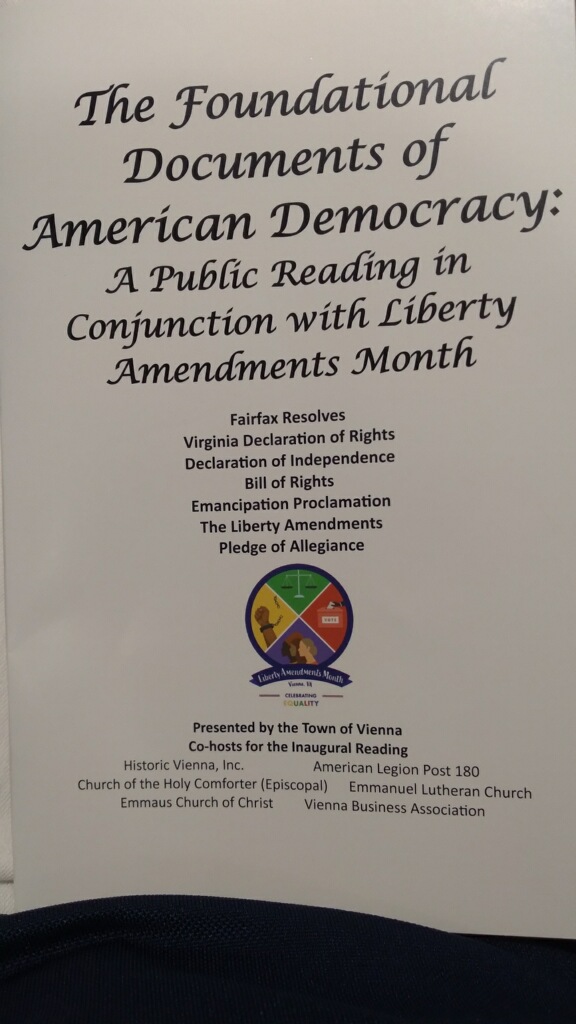 The Foundational
Documents of
American Democracy:
A Public Reading in
Conjunction with Liberty
Amendments Month
Fairfax Resolves
Virginia Declaration of Rights
Declaration of Independence
Bill of Rights
Emancipation Proclamation
The Liberty Amendments
Pledge of Allegiance
VOTE
Liberty Amendments Month
Vienna, VA
CELEBRATING
EQUALITY
Presented by the Town of Vienna
Co-hosts for the Inaugural Reading
Historic Vienna, Inc. American Legion Post 180
Church of the Holy Comforter (Episcopal) Emmanuel Lutheran Church
Emmaus Church of Christ Vienna Business Association